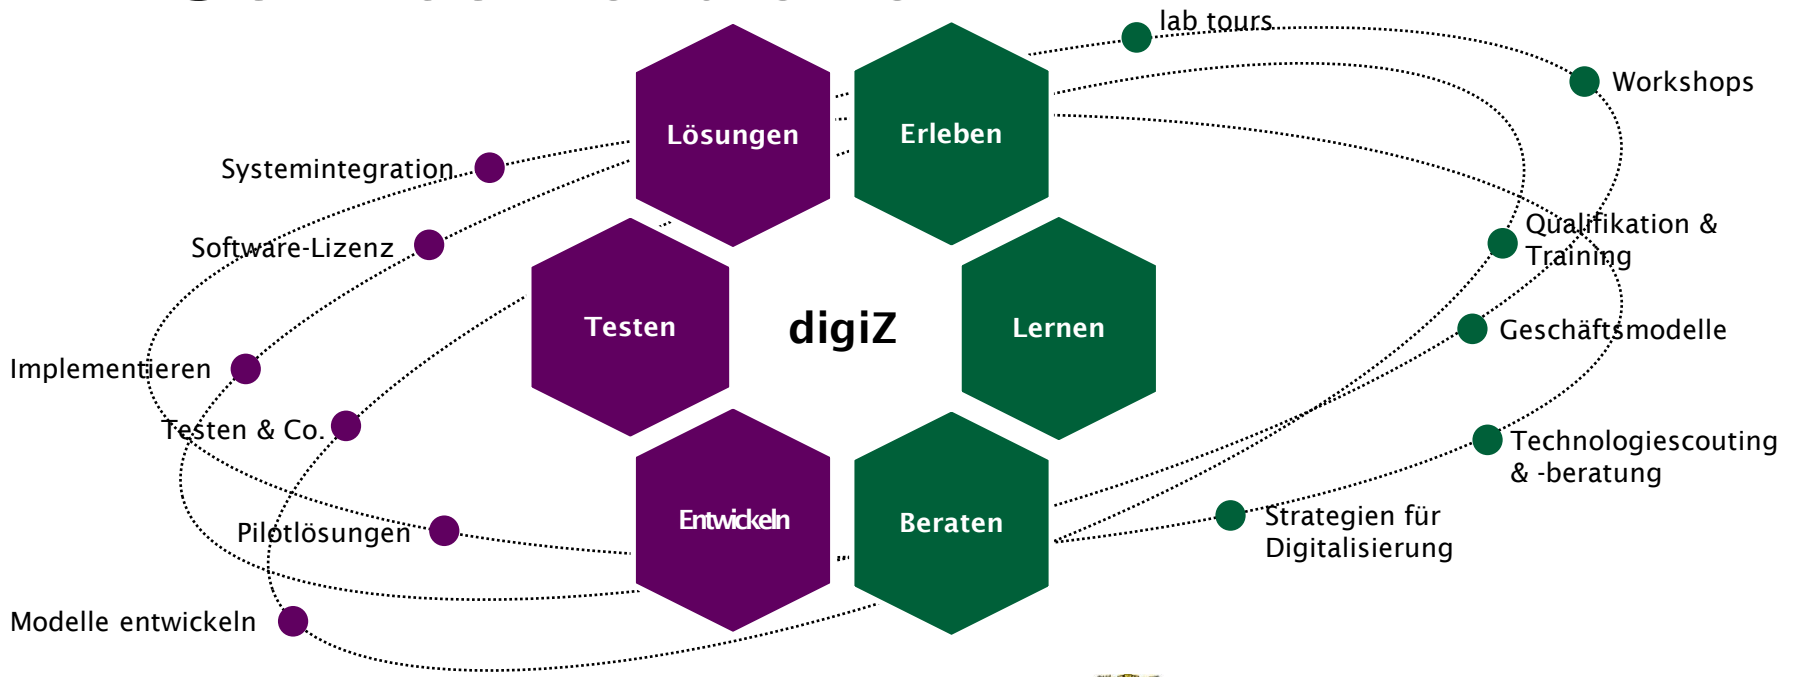 lab tours
Workshops
Lösungen
Erleben
Systemintegration
Qualifikation &
Training
Software-Lizenz
Testen
digiZ
Lernen
Geschäftsmodelle
Implementieren
Testen & Co.
Technologiescouting
& -beratung
Entwickeln
Beraten
Strategien für
Digitalisierung
Pilotlösungen
Modelle entwickeln